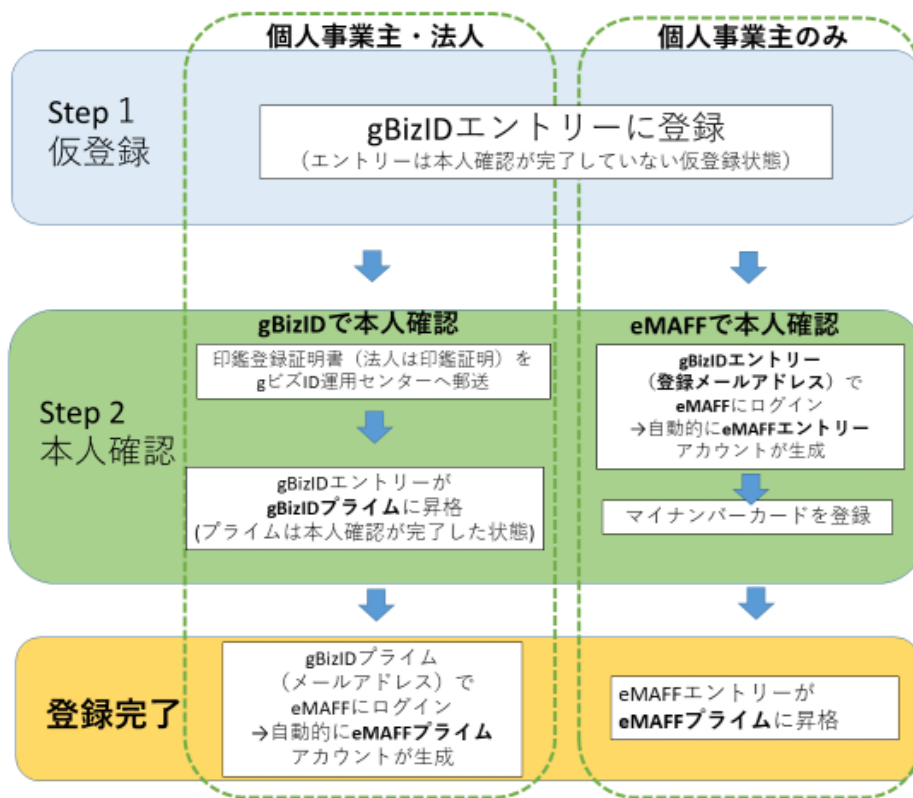 個人事業主・法人
個人事業主のみ
Step 1
仮登録
gBizIDエントリーに登録
（エントリーは本人確認が完了していない仮登録状態）
Step 2
本人確認
gBizIDで本人確認
印鑑登録証明書（法人は印鑑証明）を
gビズID運用センターへ郵送
gBizIDエントリーが
gBizIDプライムに昇格
(プライムは本人確認が完了した状態)
eMAFFで本人確認
gBizIDエントリー
（登録メールアドレス）で
eMAFFにログイン
→自動的にeMAFFエントリー
アカウントが生成
マイナンバーカードを登録
登録完了
gBizIDプライム
（メールアドレス）で
eMAFFにログイン
→自動的にeMAFFプライム
アカウントが生成
eMAFFエントリーが
eMAFFプライムに昇格